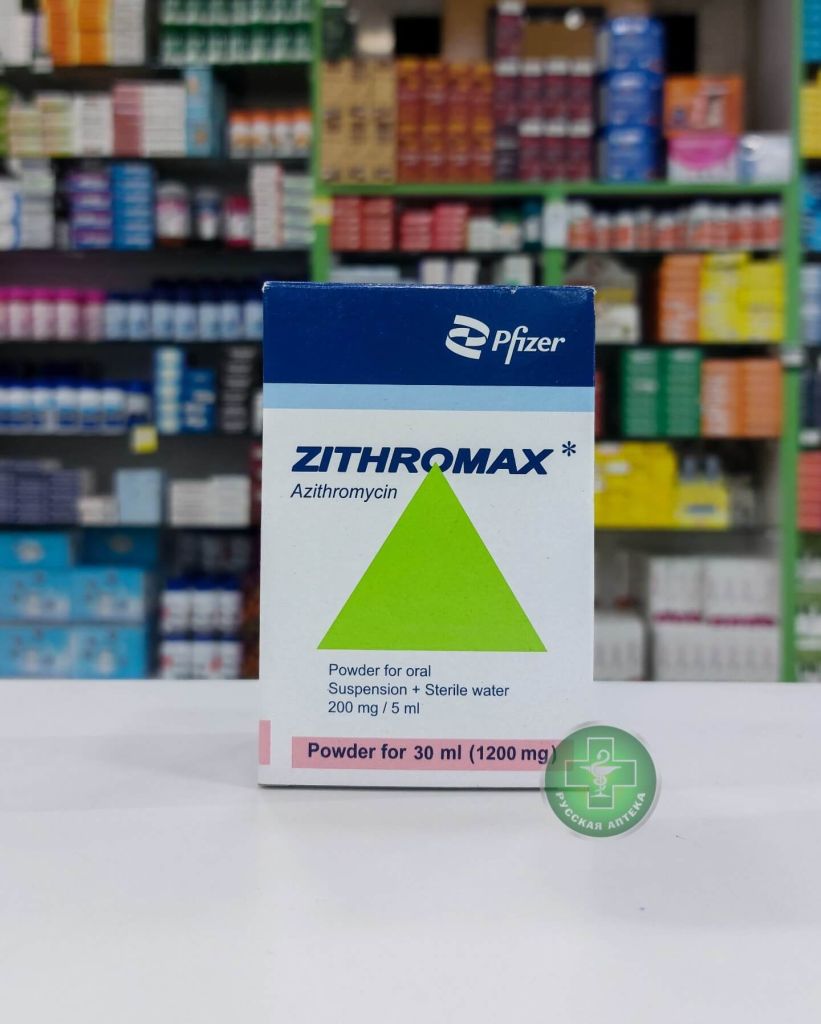 Pfizer
ZITHROMAX *
Azithromycin
Powder for oral
Suspension + Sterile water
200 mg / 5 ml
Powder for 30 ml (1200 mg)
РУССКАЯ АПТЕКА